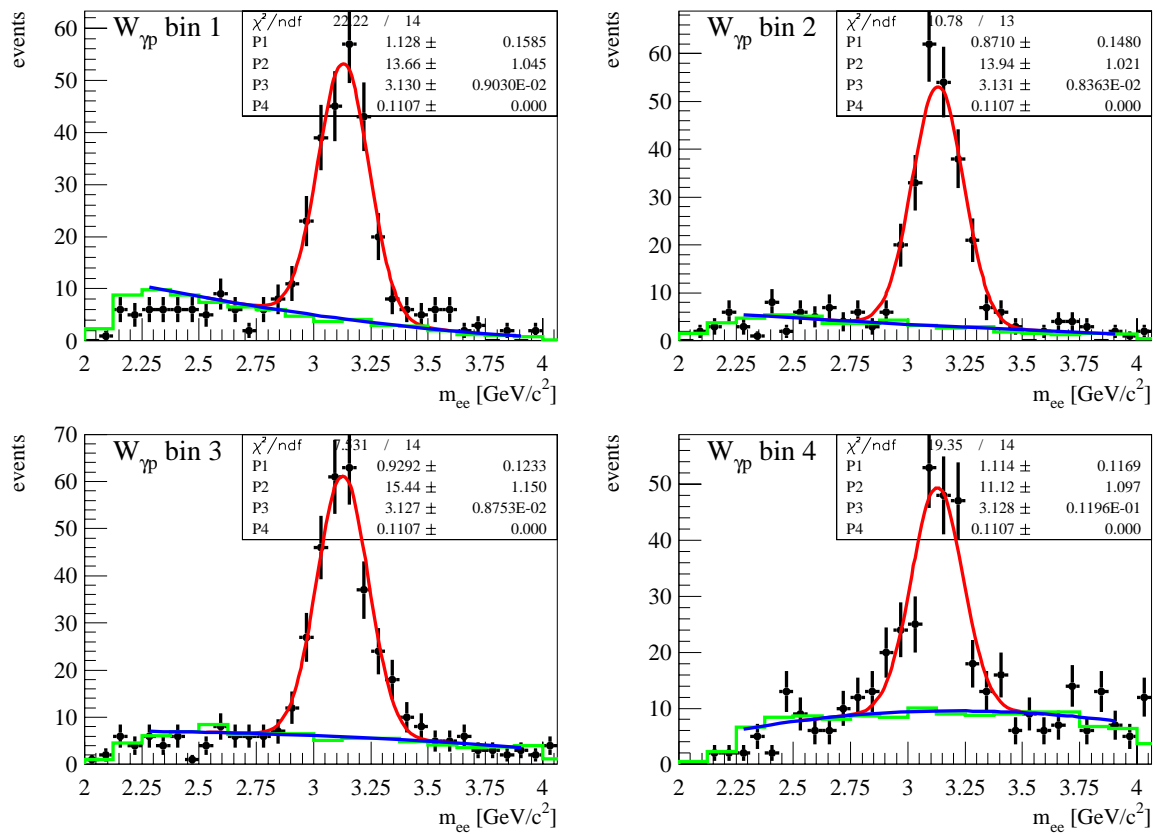 events
W_γp bin 1
χ²/ndf 22.22 / 14
P1 1.128 ± 0.1585
P2 13.66 ± 1.045
P3 3.130 ± 0.9030E-02
P4 0.1107 ± 0.000
60
50
40
30
20
10
0
2 2.25 2.5 2.75 3 3.25 3.5 3.75 4
m_ee [GeV/c²]
events
W_γp bin 2
χ²/ndf 10.78 / 13
P1 0.8710 ± 0.1480
P2 13.94 ± 1.021
P3 3.131 ± 0.8363E-02
P4 0.1107 ± 0.000
60
50
40
30
20
10
0
2 2.25 2.5 2.75 3 3.25 3.5 3.75 4
m_ee [GeV/c²]
events
W_γp bin 3
χ²/ndf 7.531 / 14
P1 0.9292 ± 0.1233
P2 15.44 ± 1.150
P3 3.127 ± 0.8753E-02
P4 0.1107 ± 0.000
70
60
50
40
30
20
10
0
2 2.25 2.5 2.75 3 3.25 3.5 3.75 4
m_ee [GeV/c²]
events
W_γp bin 4
χ²/ndf 19.35 / 14
P1 1.114 ± 0.1169
P2 11.12 ± 1.097
P3 3.128 ± 0.1196E-01
P4 0.1107 ± 0.000
50
40
30
20
10
0
2 2.25 2.5 2.75 3 3.25 3.5 3.75 4
m_ee [GeV/c²]